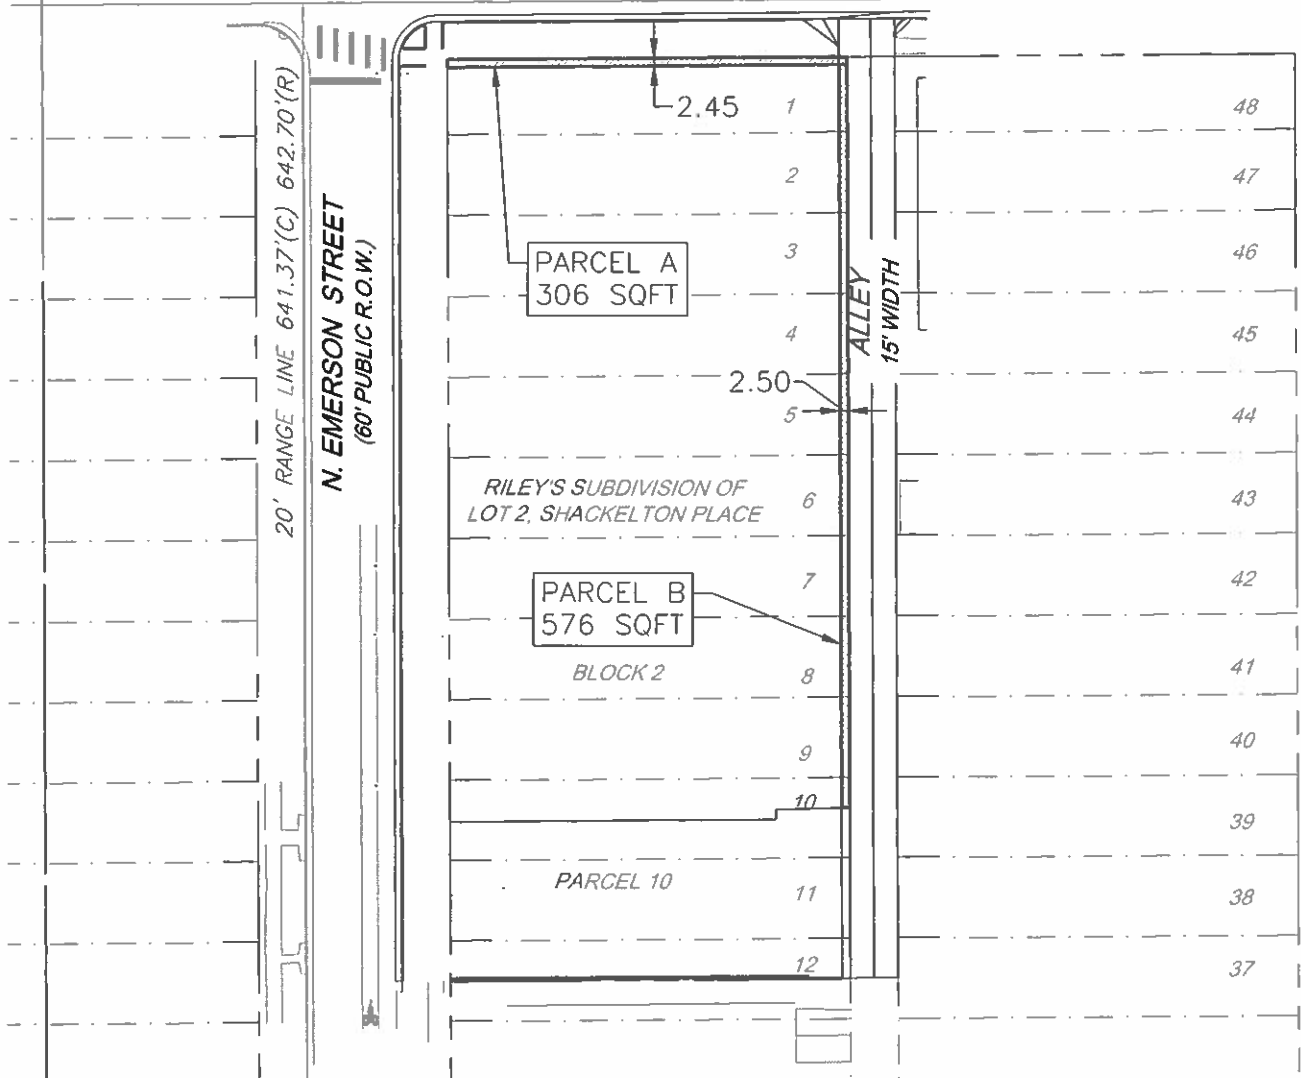 20' RANGE LINE 641.37'(C) 642.70'(R)
N. EMERSON STREET
(60' PUBLIC R.O.W.)
2.45
PARCEL A
306 SQFT
1
2
3
4
2.50
5
RILEY'S SUBDIVISION OF
LOT 2, SHACKELTON PLACE
6
PARCEL B
576 SQFT
7
BLOCK 2
8
9
10
PARCEL 10
11
12
ALLEY
15' WIDTH
48
47
46
45
44
43
42
41
40
39
38
37